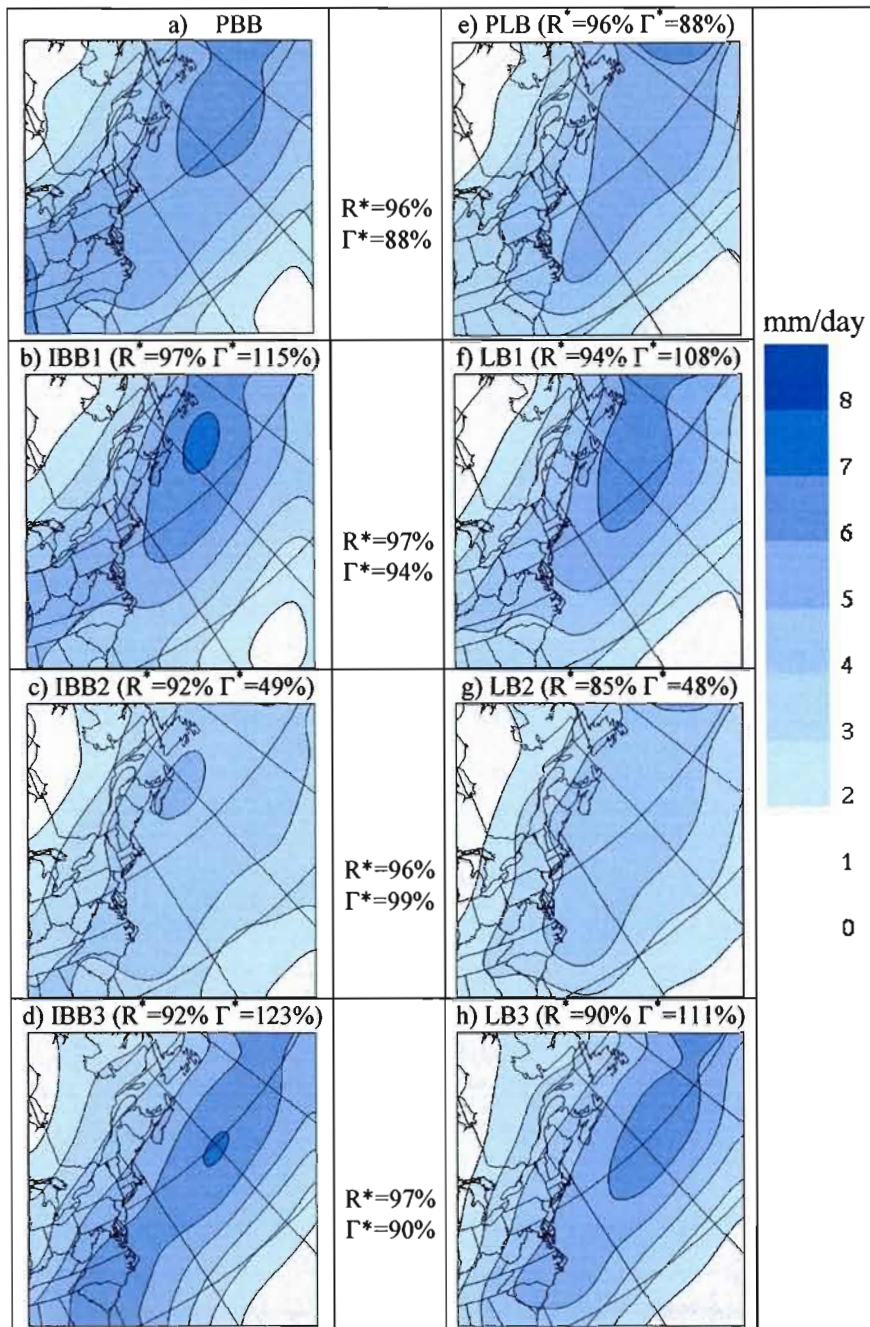 a) PBB
e) PLB (R*=96% Γ*=88%)
R*=96%
Γ*=88%
b) IBB1 (R*=97% Γ*=115%)
f) LB1 (R*=94% Γ*=108%)
R*=97%
Γ*=94%
c) IBB2 (R*=92% Γ*=49%)
g) LB2 (R*=85% Γ*=48%)
R*=96%
Γ*=99%
d) IBB3 (R*=92% Γ*=123%)
h) LB3 (R*=90% Γ*=111%)
R*=97%
Γ*=90%
mm/day
8
7
6
5
4
3
2
1
0